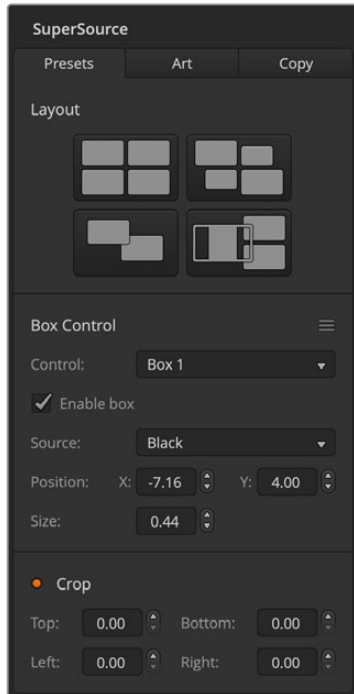 SuperSource
Presets Art Copy
Layout
Box Control
Control: Box 1
Enable box
Source: Black
Position: X: -7.16 Y: 4.00
Size: 0.44
Crop
Top: 0.00 Bottom: 0.00
Left: 0.00 Right: 0.00